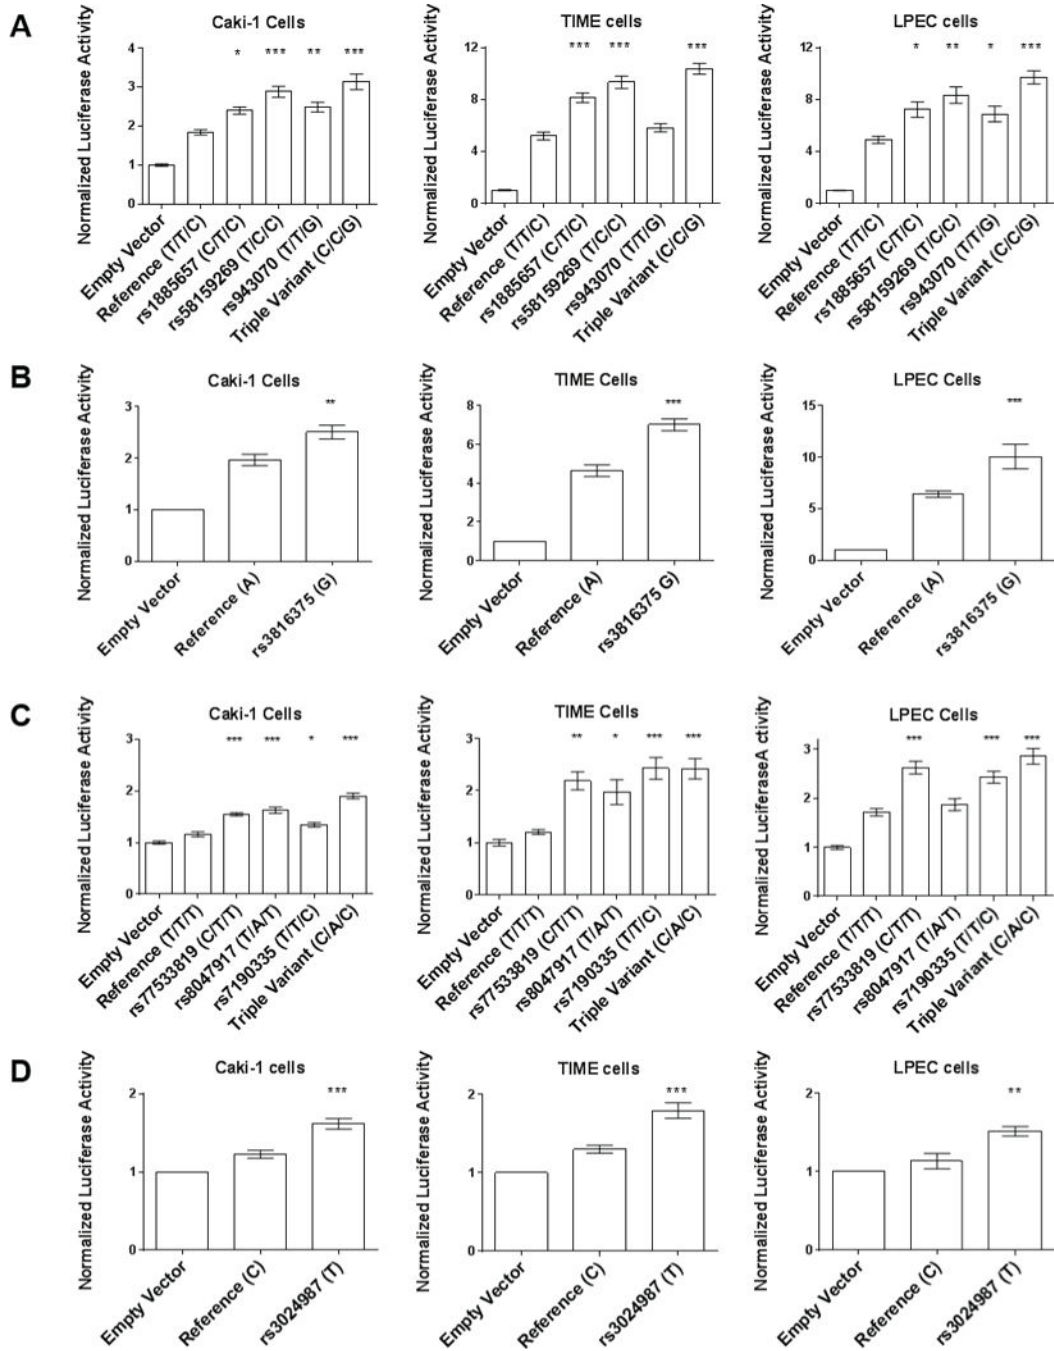 A
Caki-1 Cells
Normalized Luciferase Activity
4
3
2
1
0
* *** ** ***
Empty Vector
Reference (T/T/C)
rs1885657 (C/T/C)
rs58159269 (T/C/C)
rs943070 (T/T/G)
Triple Variant (C/C/G)
TIME cells
Normalized Luciferase Activity
12
8
4
0
*** *** ***
Empty Vector
Reference (T/T/C)
rs1885657 (C/T/C)
rs58159269 (T/C/C)
rs943070 (T/T/G)
Triple Variant (C/C/G)
LPEC cells
Normalized Luciferase Activity
12
8
4
0
* ** * ***
Empty Vector
Reference (T/T/C)
rs1885657 (C/T/C)
rs58159269 (T/C/C)
rs943070 (T/T/G)
Triple Variant (C/C/G)
B
Caki-1 Cells
Normalized Luciferase Activity
3
2
1
0
**
Empty Vector
Reference (A)
rs3816375 (G)
TIME Cells
Normalized Luciferase Activity
8
6
4
2
0
***
Empty Vector
Reference (A)
rs3816375 G)
LPEC Cells
Normalized Luciferase Activity
15
10
5
0
***
Empty Vector
Reference (A)
rs3816375 (G)
C
Caki-1 Cells
Normalized Luciferase Activity
3
2
1
0
*** *** * ***
Empty Vector
Reference (T/T/T)
rs77533819 (C/T/T)
rs8047917 (T/A/T)
rs7190335 (T/T/C)
Triple Variant (C/A/C)
TIME Cells
Normalized Luciferase Activity
3
2
1
0
** * *** ***
Empty Vector
Reference (T/T/T)
rs77533819 (C/T/T)
rs8047917 (T/A/T)
rs7190335 (T/T/C)
Triple Variant (C/A/C)
LPEC Cells
Normalized LuciferaseA ctivity
3
2
1
0
*** *** ***
Empty Vector
Reference (T/T/T)
rs77533819 (C/T/T)
rs8047917 (T/A/T)
rs7190335 (T/T/C)
Triple Variant (C/A/C)
D
Caki-1 cells
Normalized Luciferase Activity
2
1
0
***
Empty Vector
Reference (C)
rs3024987 (T)
TIME cells
Normalized Luciferase Activity
2
1
0
***
Empty Vector
Reference (C)
rs3024987 (T)
LPEC cells
Normalized Luciferase Activity
2
1
0
**
Empty Vector
Reference (C)
rs3024987 (T)